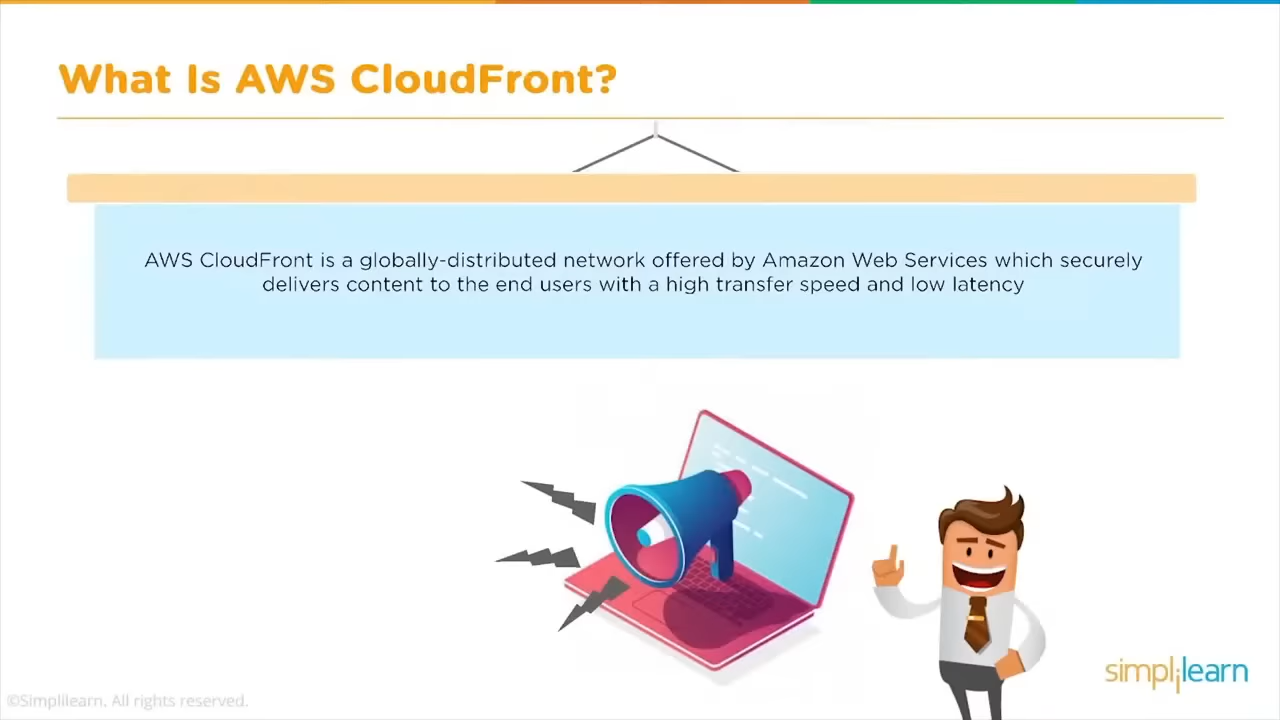 What Is AWS CloudFront?
AWS CloudFront is a globally-distributed network offered by Amazon Web Services which securely
delivers content to the end users with a high transfer speed and low latency
simplilearn
©Simplilearn. All rights reserved.